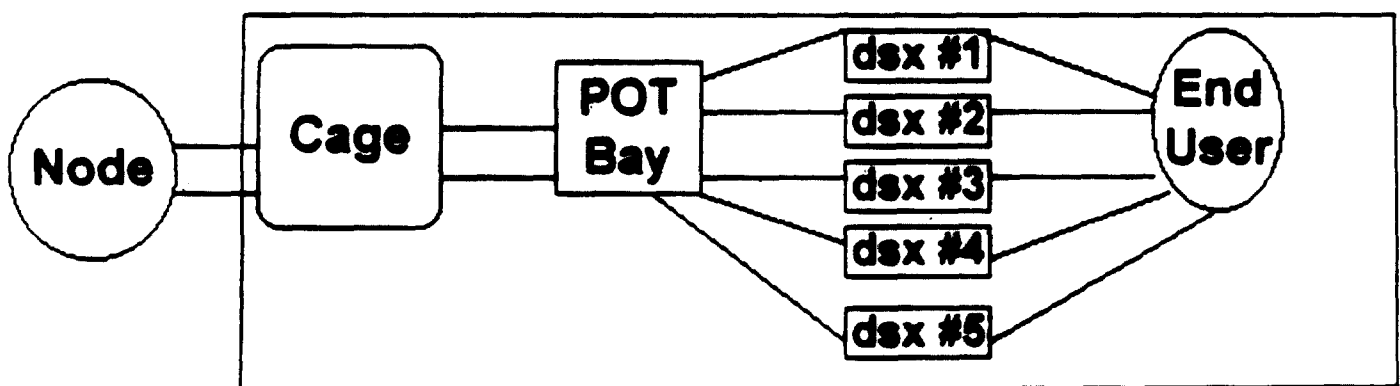 Node
Cage
POT
Bay
dsx #1
dsx #2
dsx #3
dsx #4
dsx #5
End
User